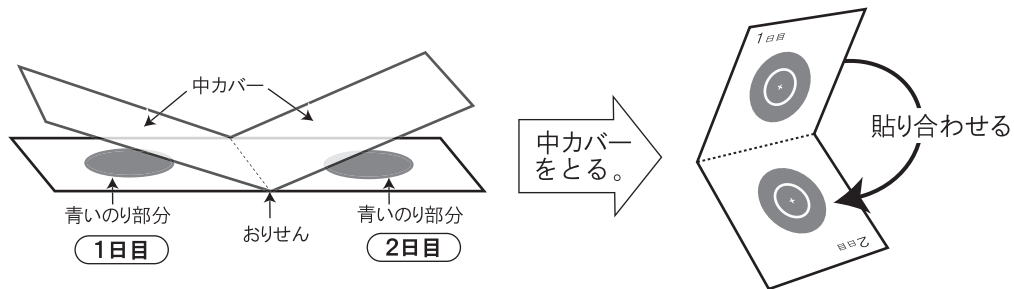 中カバー
青いのり部分
1日目
おりせん
青いのり部分
2日目
中カバー
をとる。
1日目
貼り合わせる
2日目